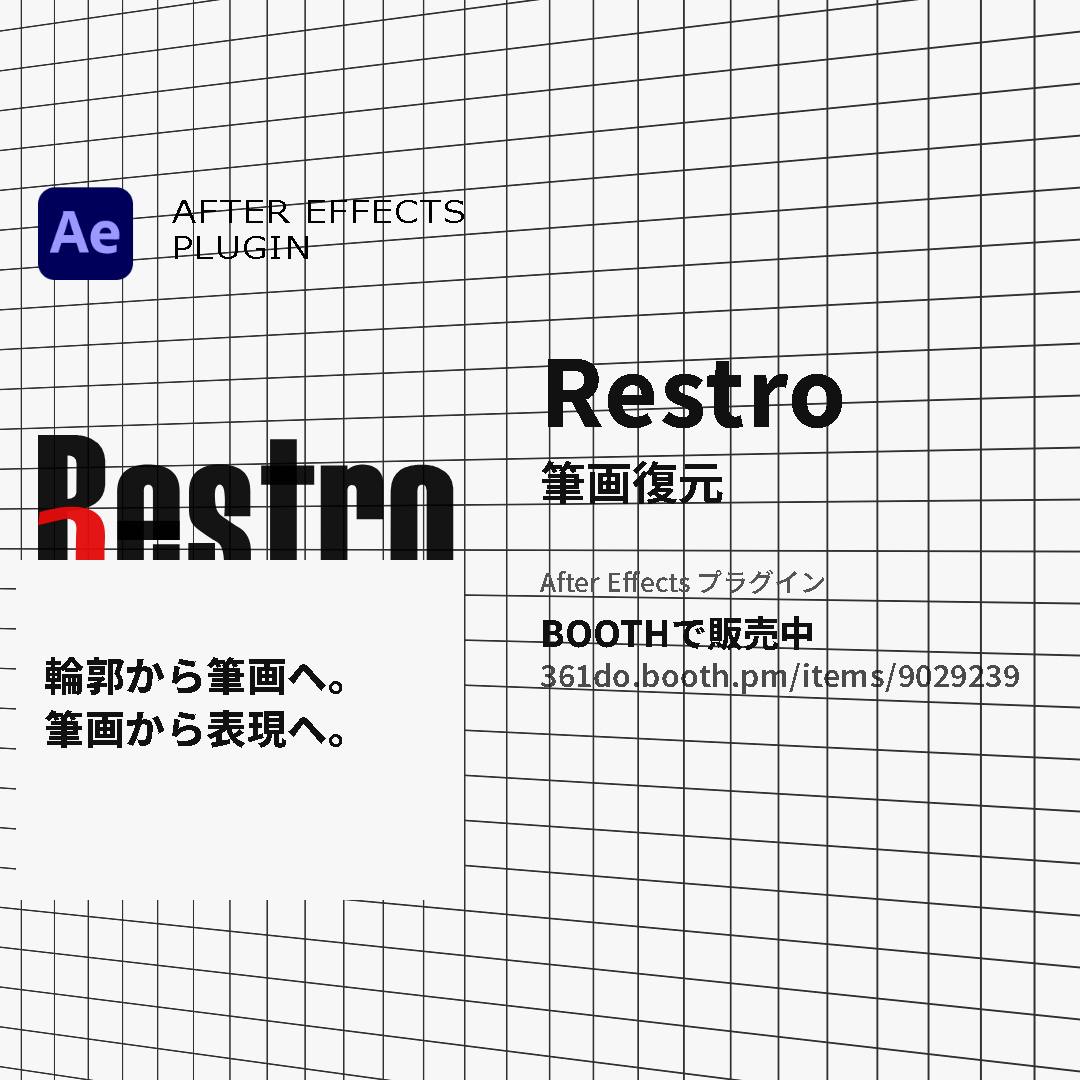 Ae
AFTER EFFECTS
PLUGIN
Restro
輪郭から筆画へ。
筆画から表現へ。
Restro
筆画復元
After Effects プラグイン
BOOTHで販売中
361do.booth.pm/items/9029239